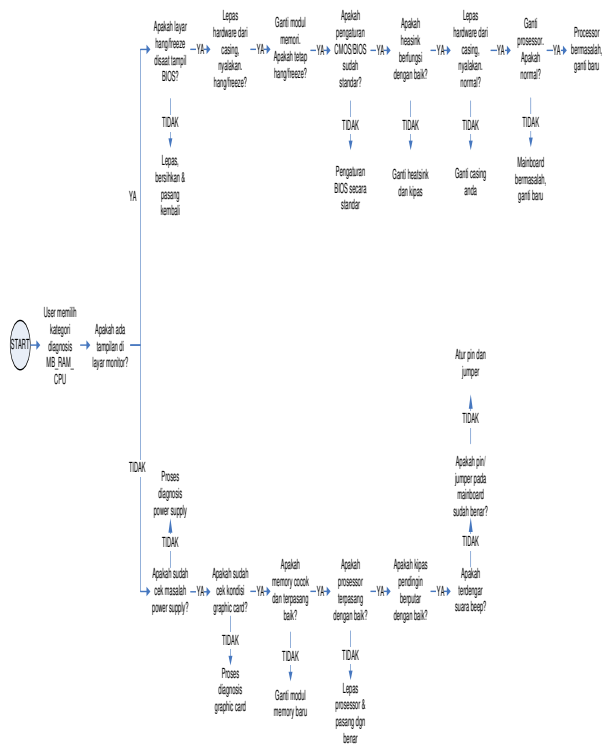 Apakah layar
hang/freeze
disaat tampil
BIOS?
YA
Lepas
hardware dari
casing,
nyalakan.
hang/freeze?
YA
Ganti modul
memori.
Apakah tetap
hang/freeze?
YA
Apakah
pengaturan
CMOS/BIOS
sudah
standar?
YA
Apakah
heasink
berfungsi
dengan baik?
YA
Lepas
hardware dari
casing,
nyalakan.
normal?
YA
Ganti
prosesor.
Apakah
normal?
YA
Processor
bermasalah,
ganti baru
TIDAK
Lepas,
bersihkan &
pasang
kembali
TIDAK
Pengaturan
BIOS secara
standar
TIDAK
Ganti heatsink
dan kipas
TIDAK
Ganti casing
anda
TIDAK
Mainboard
bermasalah,
ganti baru
YA
START
User memilih
kategori
diagnosis
MB_RAM_
CPU
Apakah ada
tampilan di
layar monitor?
TIDAK
Atur pin dan
jumper
TIDAK
Apakah pin/
jumper pada
mainboard
sudah benar?
TIDAK
Proses
diagnosis
power supply
TIDAK
Apakah sudah
cek masalah
power supply?
YA
Apakah sudah
cek kondisi
graphic card?
YA
Apakah
memory cocok
dan terpasang
baik?
YA
Apakah
prosessor
terpasang
dengan baik?
YA
Apakah kipas
pendingin
berputar
dengan baik?
YA
Apakah
terdengar
suara beep?
TIDAK
Proses
diagnosis
graphic card
TIDAK
Ganti modul
memory baru
TIDAK
Lepas
prosessor &
pasang dgn
benar